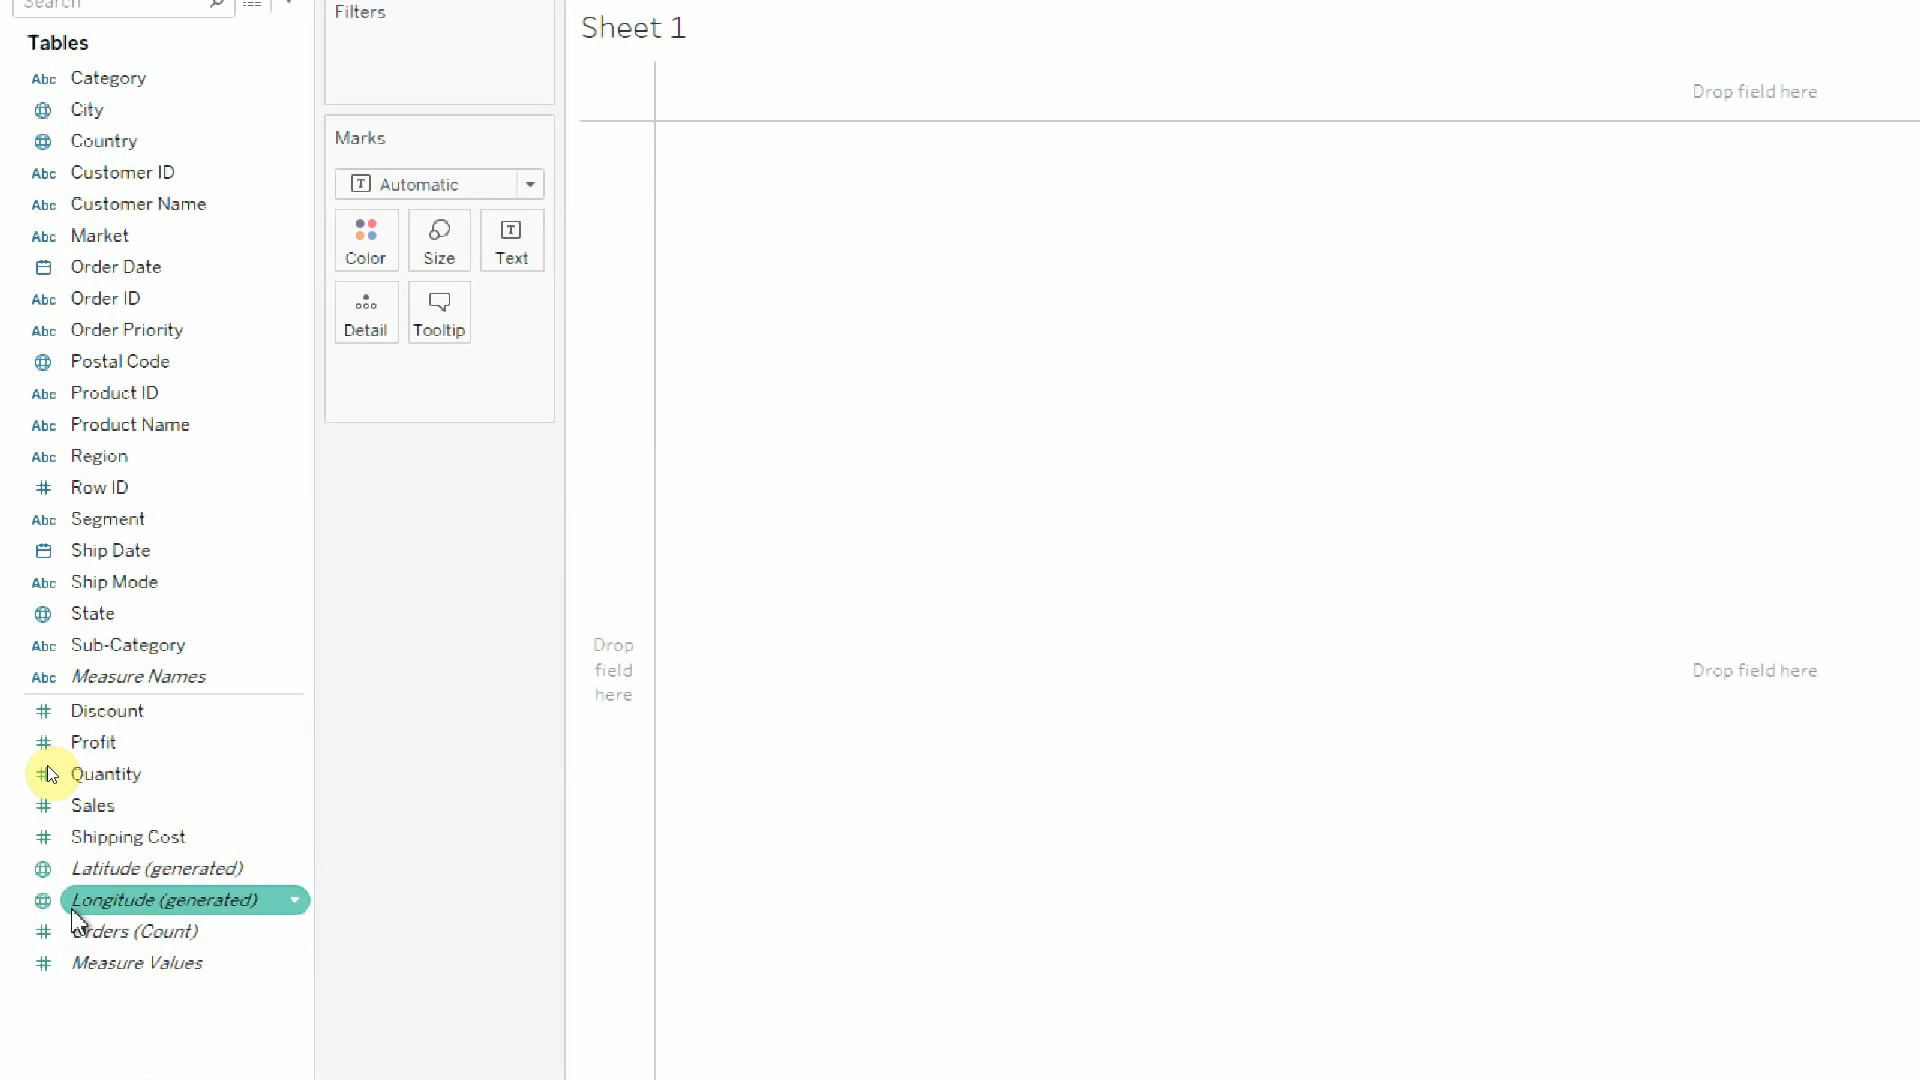 Search
Tables
Abc Category
City
Country
Abc Customer ID
Abc Customer Name
Abc Market
Order Date
Abc Order ID
Abc Order Priority
Postal Code
Abc Product ID
Abc Product Name
Abc Region
# Row ID
Abc Segment
Ship Date
Abc Ship Mode
State
Abc Sub-Category
Abc Measure Names
# Discount
# Profit
# Quantity
# Sales
# Shipping Cost
Latitude (generated)
Longitude (generated)
# Orders (Count)
# Measure Values
Filters
Marks
T Automatic
Color Size T Text
Detail Tooltip
Sheet 1
Drop field here
Drop
field
here
Drop field here